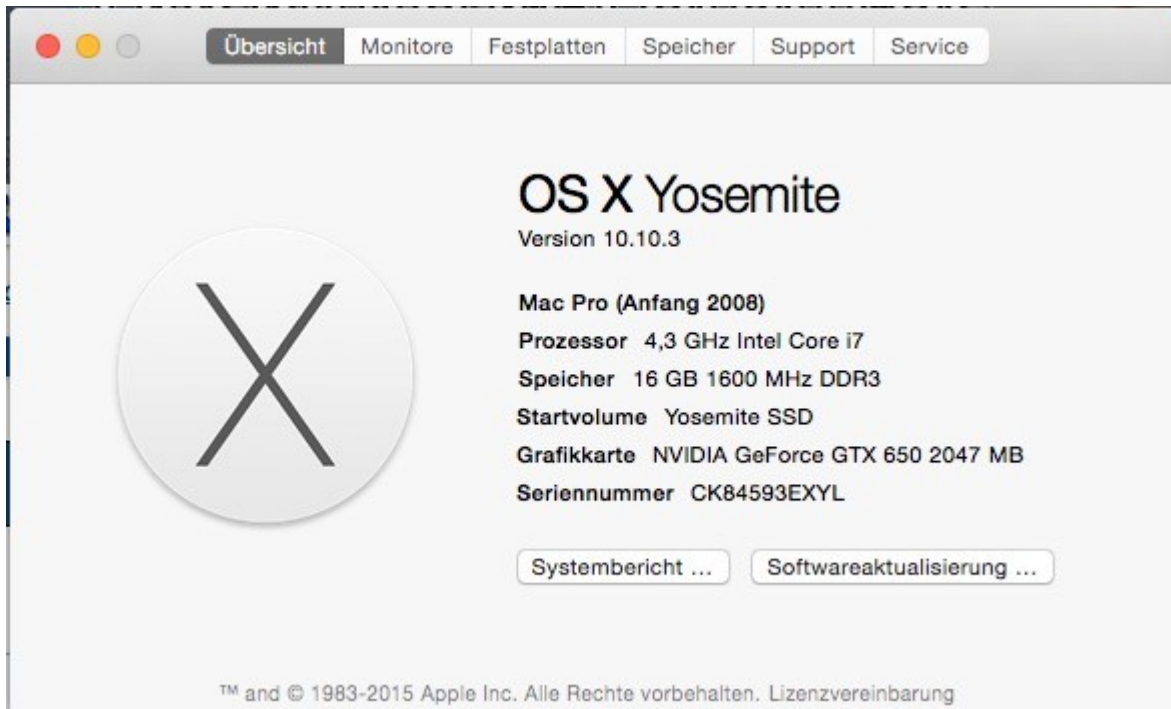 Übersicht Monitore Festplatten Speicher Support Service
OS X Yosemite
Version 10.10.3
Mac Pro (Anfang 2008)
Prozessor 4,3 GHz Intel Core i7
Speicher 16 GB 1600 MHz DDR3
Startvolume Yosemite SSD
Grafikkarte NVIDIA GeForce GTX 650 2047 MB
Seriennummer CK84593EXYL
Systembericht ... Softwareaktualisierung ...
™ and © 1983-2015 Apple Inc. Alle Rechte vorbehalten. Lizenzvereinbarung